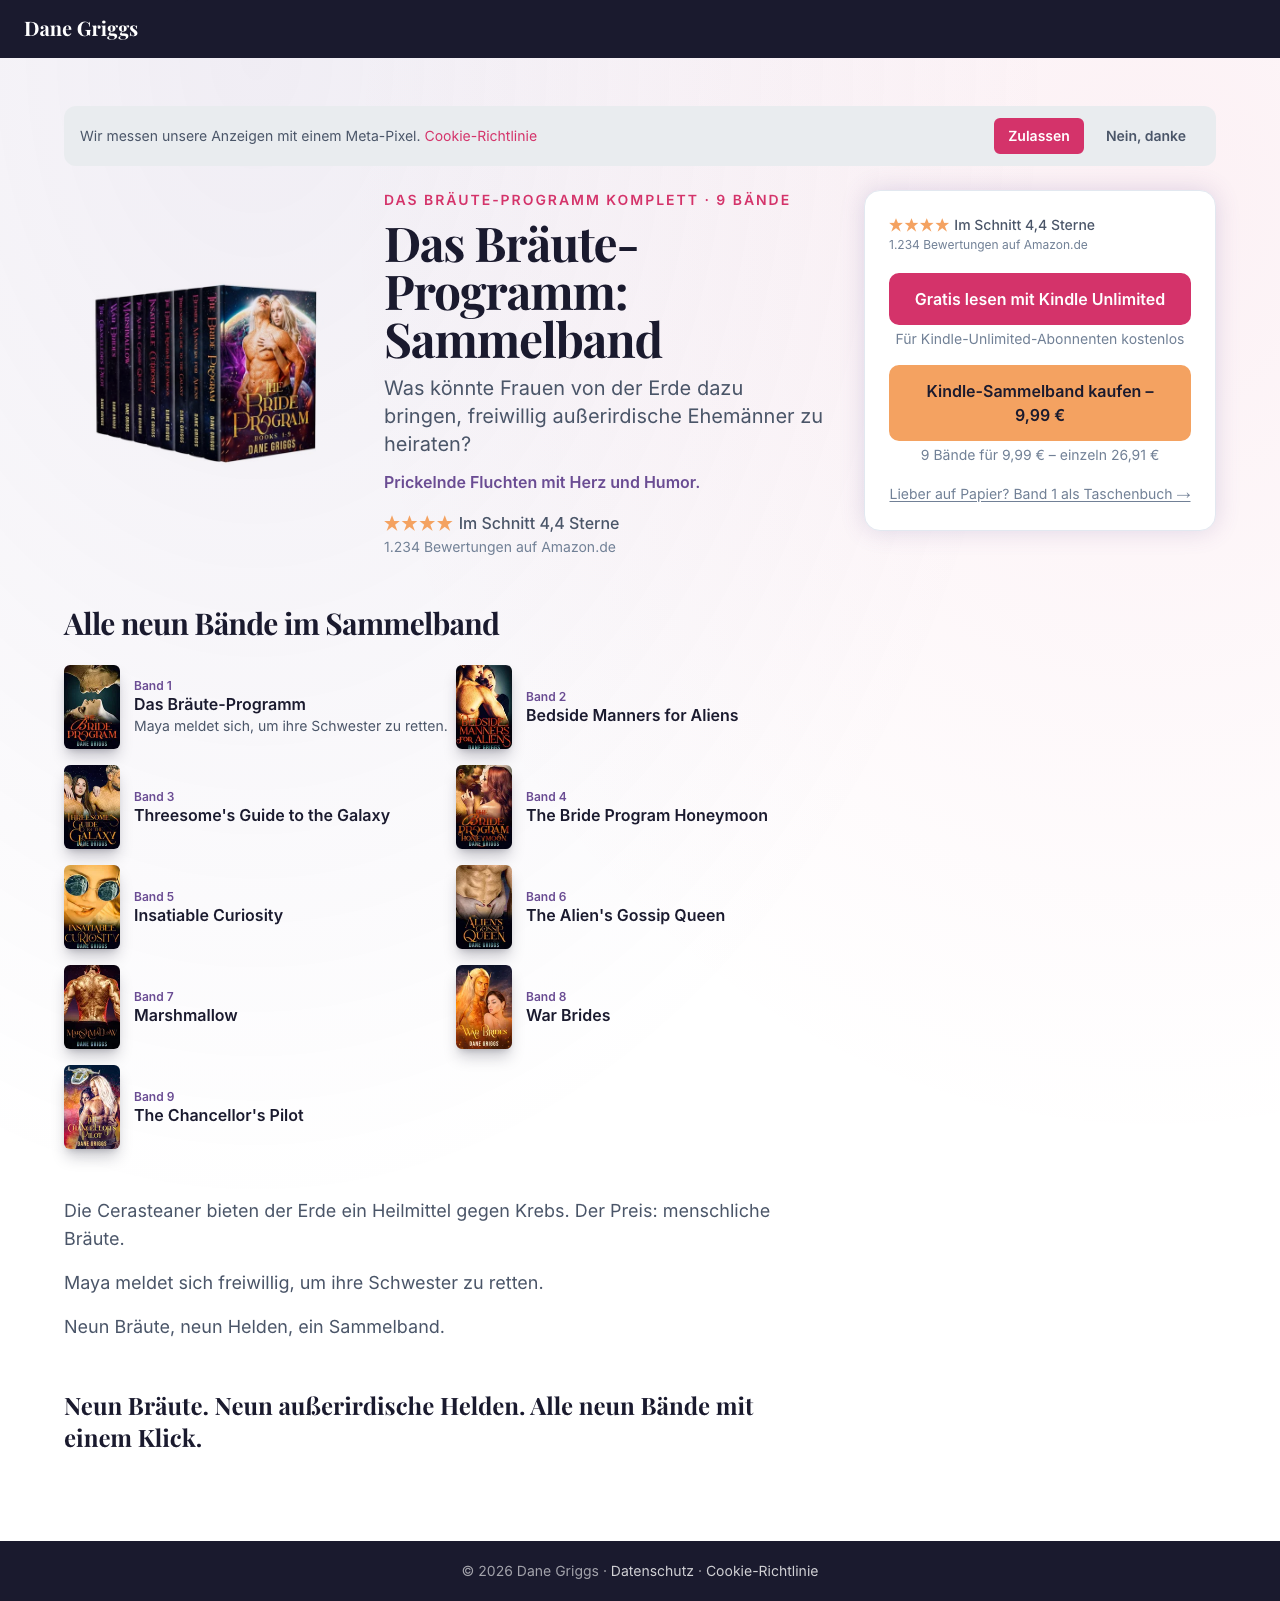 Dane Griggs
Wir messen unsere Anzeigen mit einem Meta-Pixel. Cookie-Richtlinie
Zulassen
Nein, danke
THE BRIDE PROGRAM
BOOKS 1-9
DANE GRIGGS
DAS BRÄUTE-PROGRAMM KOMPLETT · 9 BÄNDE
Das Bräute-
Programm:
Sammelband
Was könnte Frauen von der Erde dazu
bringen, freiwillig außerirdische Ehemänner zu
heiraten?
Prickelnde Fluchten mit Herz und Humor.
★★★★ Im Schnitt 4,4 Sterne
1.234 Bewertungen auf Amazon.de
★★★★ Im Schnitt 4,4 Sterne
1.234 Bewertungen auf Amazon.de
Gratis lesen mit Kindle Unlimited
Für Kindle-Unlimited-Abonnenten kostenlos
Kindle-Sammelband kaufen –
9,99 €
9 Bände für 9,99 € – einzeln 26,91 €
Lieber auf Papier? Band 1 als Taschenbuch →
Alle neun Bände im Sammelband
Band 1
Das Bräute-Programm
Maya meldet sich, um ihre Schwester zu retten.
Band 2
Bedside Manners for Aliens
Band 3
Threesome's Guide to the Galaxy
Band 4
The Bride Program Honeymoon
Band 5
Insatiable Curiosity
Band 6
The Alien's Gossip Queen
Band 7
Marshmallow
Band 8
War Brides
Band 9
The Chancellor's Pilot
Die Cerasteaner bieten der Erde ein Heilmittel gegen Krebs. Der Preis: menschliche
Bräute.
Maya meldet sich freiwillig, um ihre Schwester zu retten.
Neun Bräute, neun Helden, ein Sammelband.
Neun Bräute. Neun außerirdische Helden. Alle neun Bände mit
einem Klick.
© 2026 Dane Griggs · Datenschutz · Cookie-Richtlinie